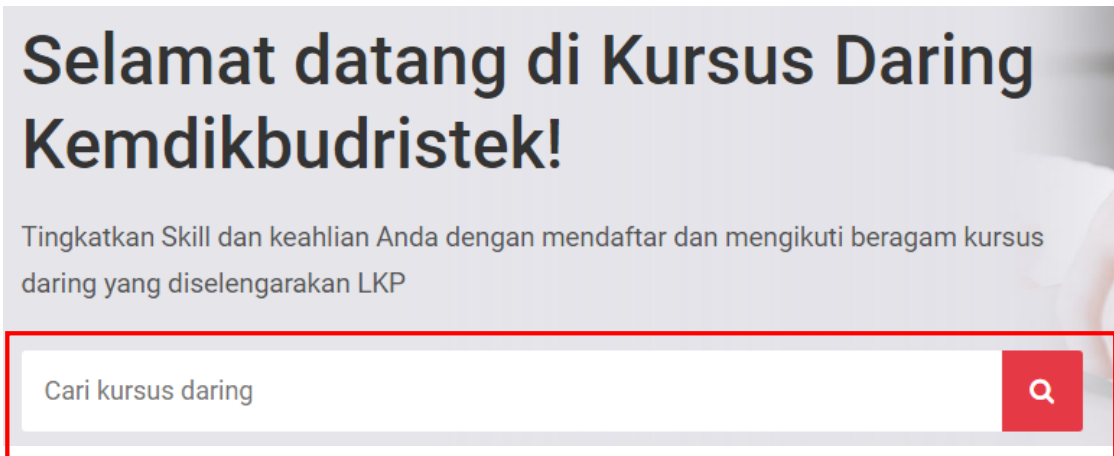 Selamat datang di Kursus Daring
Kemdikbudristek!
Tingkatkan Skill dan keahlian Anda dengan mendaftar dan mengikuti beragam kursus
daring yang diselengarakan LKP
Cari kursus daring